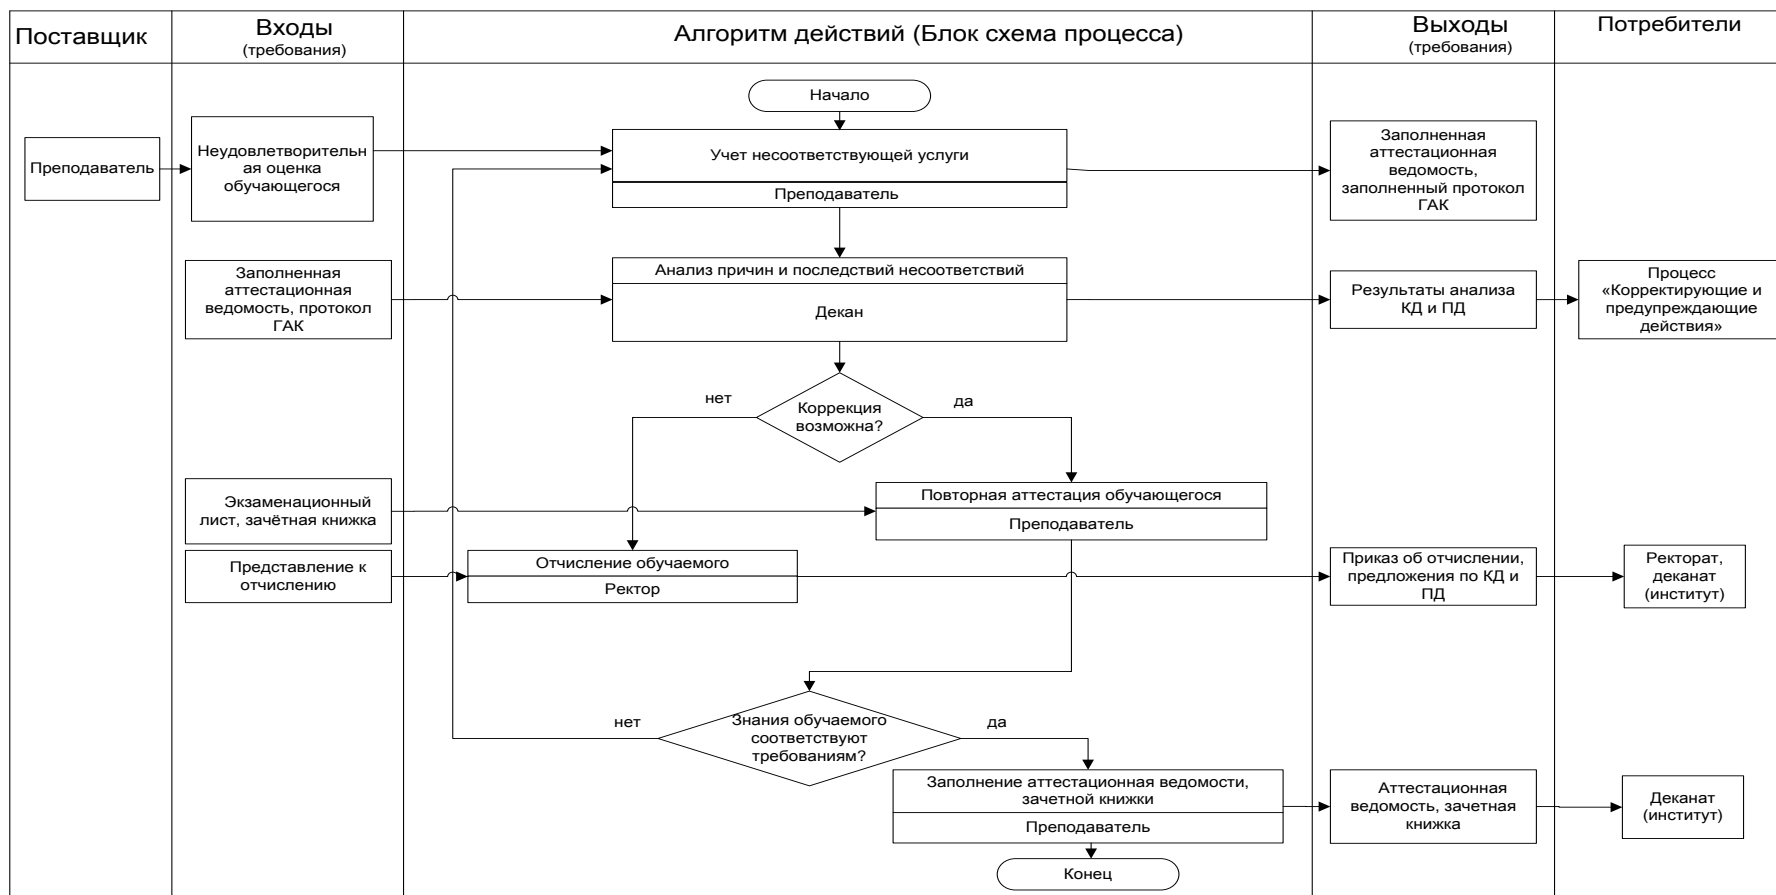 Поставщик
Входы
(требования)
Алгоритм действий (Блок схема процесса)
Выходы
(требования)
Потребители
Начало
Преподаватель
Неудовлетворительн
ая оценка
обучающегося
Учет несоответствующей услуги
Преподаватель
Заполненная
аттестационная
ведомость,
заполненный протокол
ГАК
Заполненная
аттестационная
ведомость, протокол
ГАК
Анализ причин и последствий несоответствий
Декан
Результаты анализа
КД и ПД
Процесс
«Корректирующие и
предупреждающие
действия»
нет
Коррекция
возможна?
да
Экзаменационный
лист, зачётная книжка
Повторная аттестация обучающегося
Преподаватель
Представление к
отчислению
Отчисление обучаемого
Ректор
Приказ об отчислении,
предложения по КД и
ПД
Ректорат,
деканат
(институт)
нет
Знания обучаемого
соответствуют
требованиям?
да
Заполнение аттестационная ведомости,
зачетной книжки
Преподаватель
Аттестационная
ведомость, зачетная
книжка
Деканат
(институт)
Конец